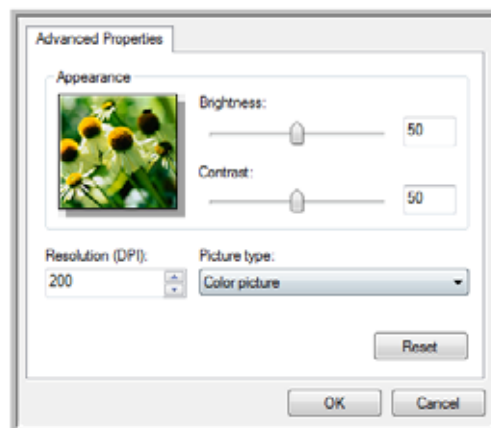 Advanced Properties
Appearance
Brightness:
50
Contrast:
50
Resolution (DPI): Picture type:
200 Color picture
Reset
OK Cancel